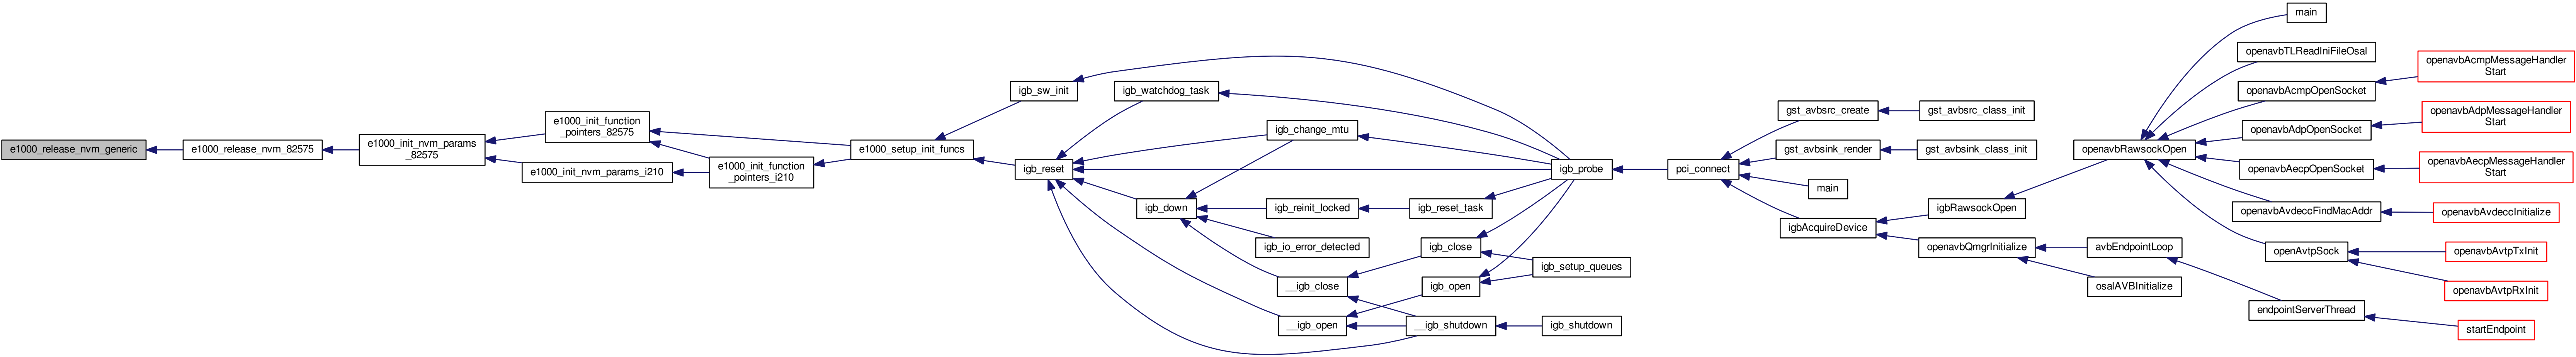 e1000_release_nvm_generic
e1000_release_nvm_82575
e1000_init_nvm_params
_82575
e1000_init_function
_pointers_82575
e1000_init_nvm_params_i210
e1000_init_function
_pointers_i210
e1000_setup_init_funcs
igb_sw_init
igb_reset
igb_watchdog_task
igb_change_mtu
igb_down
igb_reinit_locked
igb_reset_task
igb_io_error_detected
__igb_close
__igb_open
igb_close
igb_open
__igb_shutdown
igb_probe
igb_setup_queues
igb_shutdown
pci_connect
gst_avbsrc_create
gst_avbsrc_class_init
gst_avbsink_render
gst_avbsink_class_init
main
igbAcquireDevice
igbRawsockOpen
openavbQmgrInitialize
avbEndpointLoop
osalAVBInitialize
openavbRawsockOpen
main
openavbTLReadIniFileOsal
openavbAcmpOpenSocket
openavbAcmpMessageHandler
Start
openavbAdpOpenSocket
openavbAdpMessageHandler
Start
openavbAecpOpenSocket
openavbAecpMessageHandler
Start
openavbAvdeccFindMacAddr
openavbAvdeccInitialize
openAvtpSock
openavbAvtpTxInit
openavbAvtpRxInit
endpointServerThread
startEndpoint